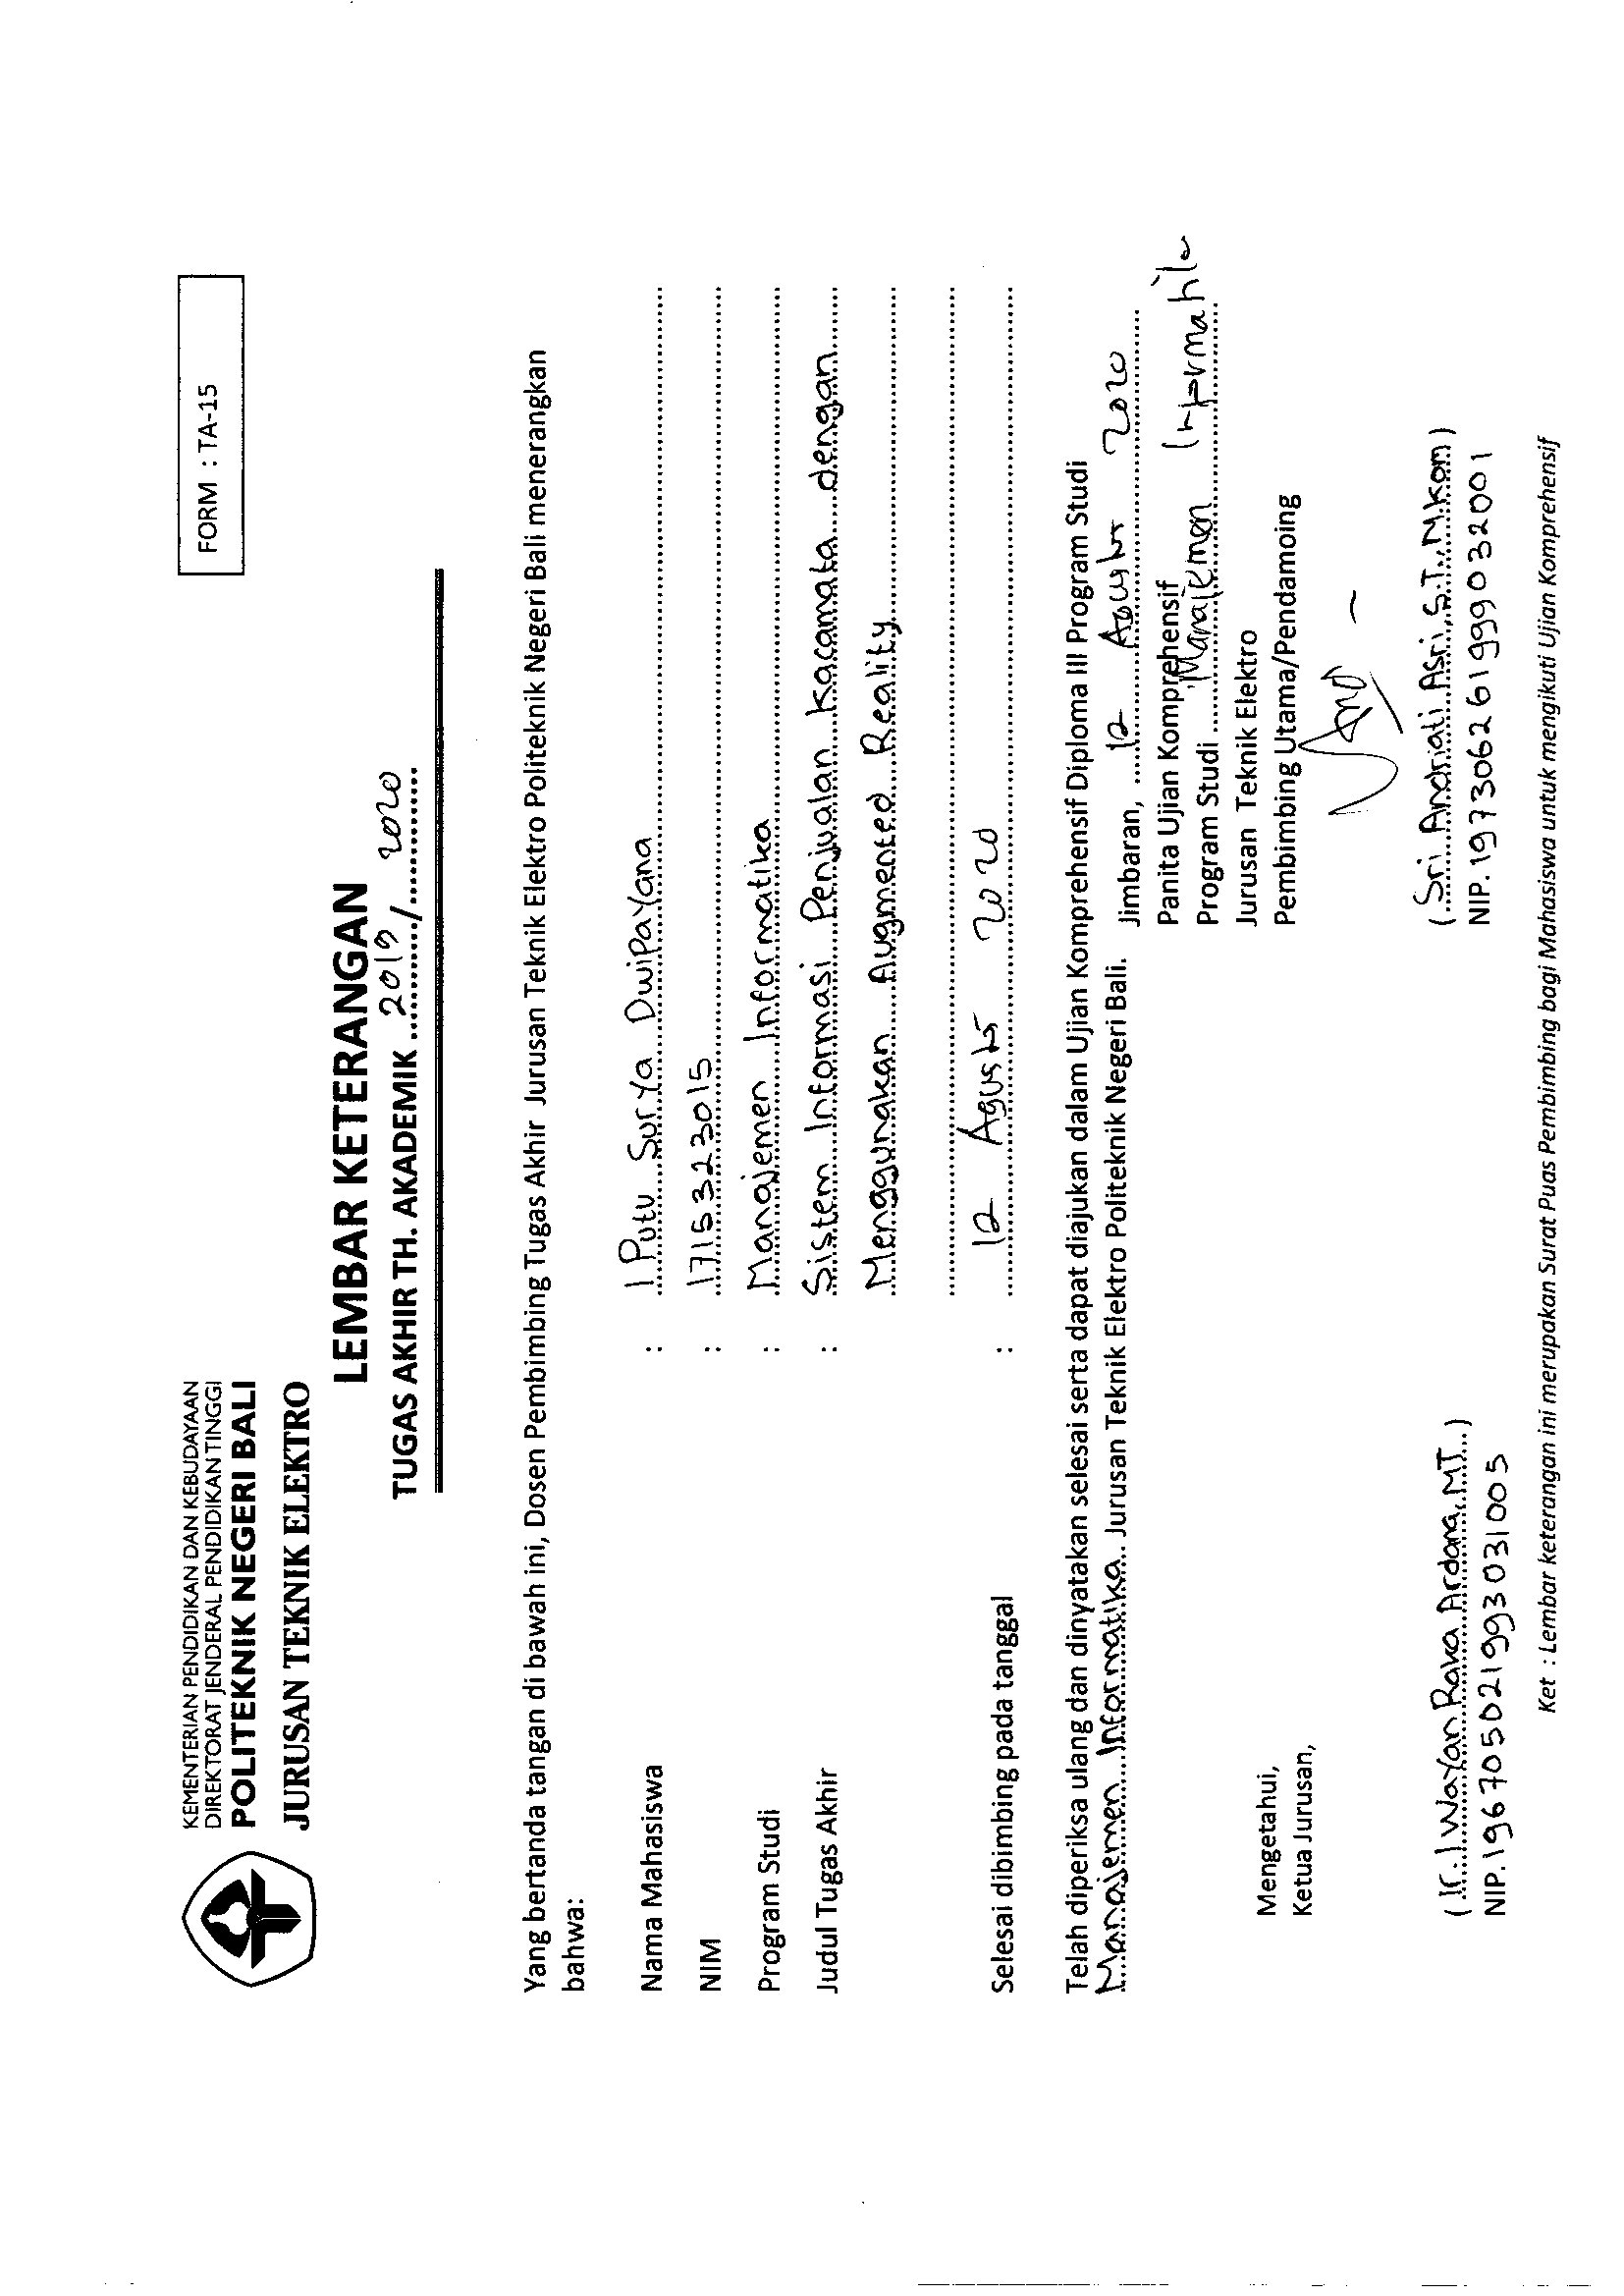 KEMENTERIAN PENDIDIKAN DAN KEBUDAYAAN
DIREKTORAT JENDERAL PENDIDIKAN TINGGI
POLITEKNIK NEGERI BALI
JURUSAN TEKNIK ELEKTRO
FORM : TA-15
LEMBAR KETERANGAN
TUGAS AKHIR TH. AKADEMIK 2019 / 2020
Yang bertanda tangan di bawah ini, Dosen Pembimbing Tugas Akhir Jurusan Teknik Elektro Politeknik Negeri Bali menerangkan
bahwa:
Nama Mahasiswa : I Putu Surya Dwipayana
NIM : 1715323015
Program Studi : Manajemen Informatika
Judul Tugas Akhir : Sistem Informasi Penjualan Kacamata dengan
Menggunakan Augmented Reality
Selesai dibimbing pada tanggal : 12 Agustus 2020
Telah diperiksa ulang dan dinyatakan selesai serta dapat diajukan dalam Ujian Komprehensif Diploma III Program Studi
Manajemen Informatika.. Jurusan Teknik Elektro Politeknik Negeri Bali.
Jimbaran, 12 Agustus 2020
Panita Ujian Komprehensif
Program Studi Manajemen Informatika
Jurusan Teknik Elektro
Pembimbing Utama/Pendamoing
Mengetahui,
Ketua Jurusan,
(Ir. I Wayan Raka Ardana, MT.)
NIP. 196705021993031005
(Sri Andriati Asri, S.T., M.Kom)
NIP. 197306261999032001
Ket : Lembar keterangan ini merupakan Surat Puas Pembimbing bagi Mahasiswa untuk mengikuti Ujian Komprehensif